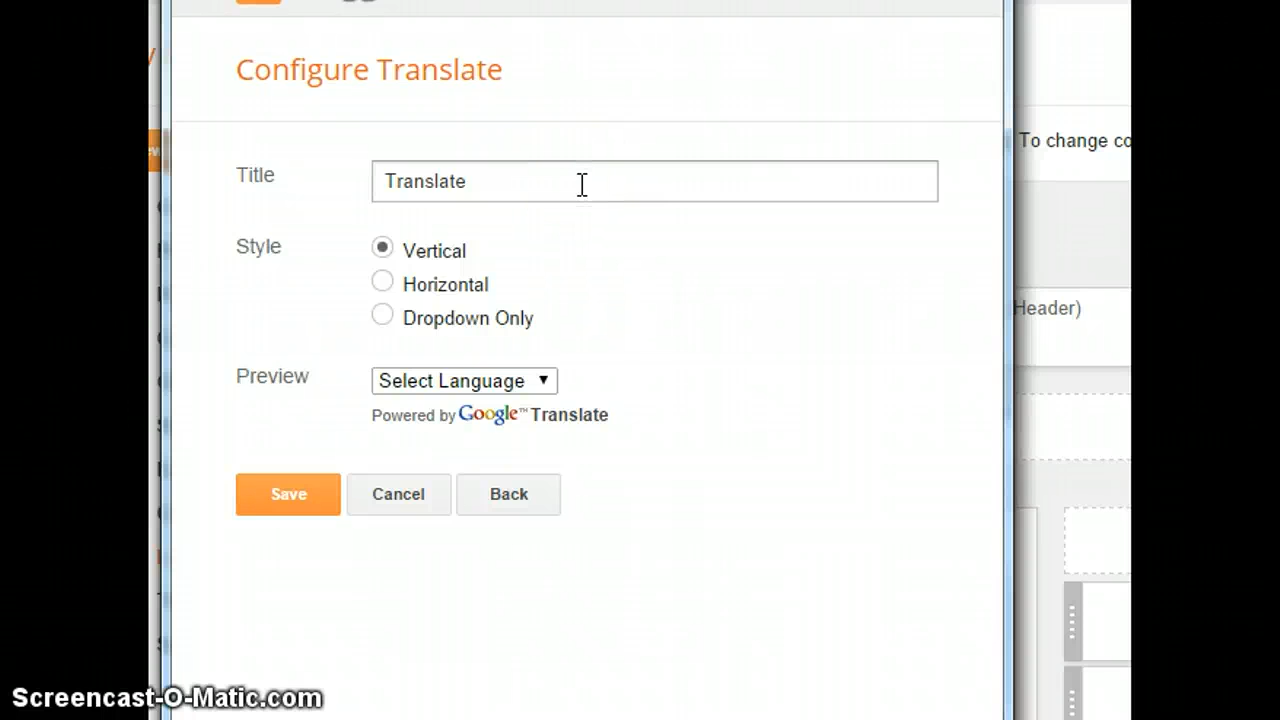 Configure Translate
To change co
Title
Translate
Style
Vertical
Horizontal
Header)
Dropdown Only
Preview
Select Language ▼
Powered by Google™ Translate
Save
Cancel
Back
Screencast-O-Matic.com